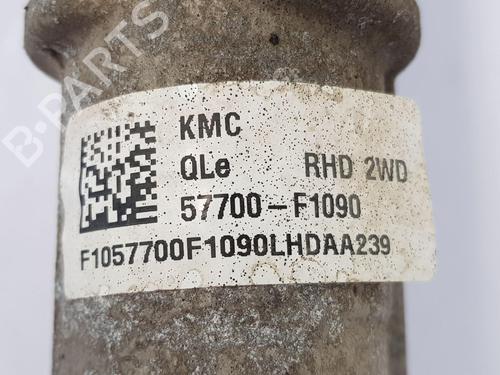 B-PARTS
KMC
QLe RHD 2WD
57700-F1090
F1057700F1090LHDAA239